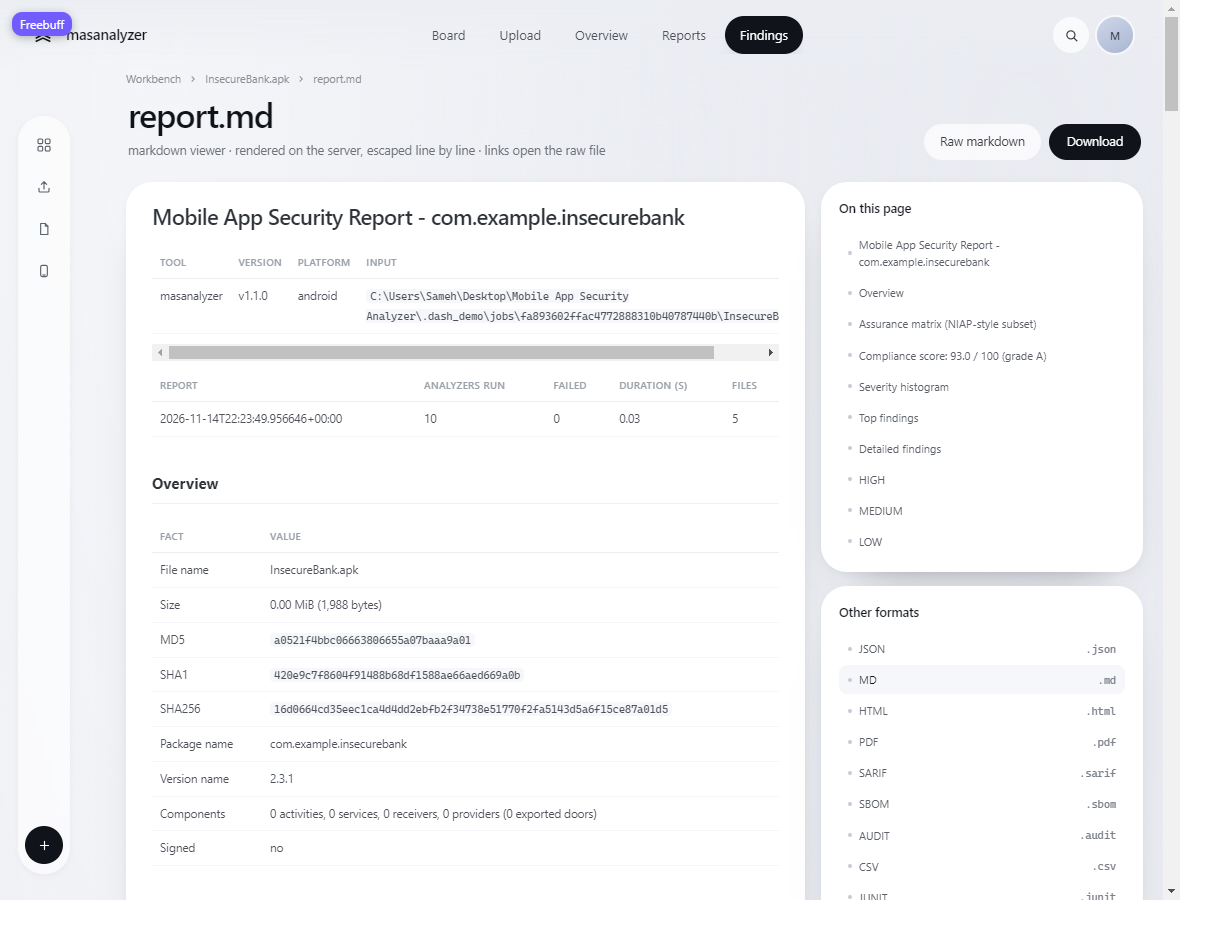 Freebuff
masanalyzer
Board Upload Overview Reports Findings
M
Workbench › InsecureBank.apk › report.md
report.md
markdown viewer · rendered on the server, escaped line by line · links open the raw file
Raw markdown
Download
Mobile App Security Report - com.example.insecurebank
TOOL VERSION PLATFORM INPUT
masanalyzer v1.1.0 android C:\Users\Sameh\Desktop\Mobile App Security
Analyzer\.dash_demo\jobs\fa893602ffac4772888310b40787440b\InsecureB
REPORT ANALYZERS RUN FAILED DURATION (S) FILES
2026-11-14T22:23:49.956646+00:00 10 0 0.03 5
Overview
FACT VALUE
File name InsecureBank.apk
Size 0.00 MiB (1,988 bytes)
MD5 a0521f4bbc06663806655a07baaa9a01
SHA1 420e9c7f8604f91488b68df1588ae66aed669a0b
SHA256 16d0664cd35eec1ca4d4dd2ebfb2f34738e51770f2fa5143d5a6f15ce87a01d5
Package name com.example.insecurebank
Version name 2.3.1
Components 0 activities, 0 services, 0 receivers, 0 providers (0 exported doors)
Signed no
On this page
Mobile App Security Report -
com.example.insecurebank
Overview
Assurance matrix (NIAP-style subset)
Compliance score: 93.0 / 100 (grade A)
Severity histogram
Top findings
Detailed findings
HIGH
MEDIUM
LOW
Other formats
JSON .json
MD .md
HTML .html
PDF .pdf
SARIF .sarif
SBOM .sbom
AUDIT .audit
CSV .csv
JUNIT .junit